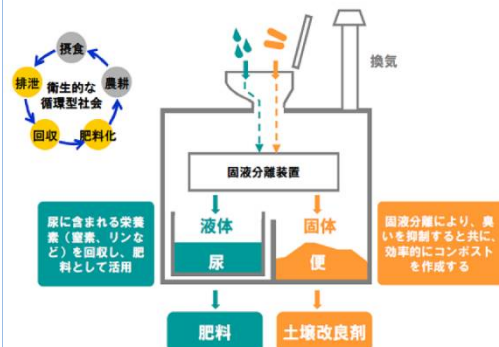 摂食
排泄
農耕
衛生的な
循環型社会
回収
肥料化
換気
固液分離装置
液体
固体
尿
便
尿に含まれる栄養
素（窒素、リンな
ど）を回収し、肥
料として活用
固液分離により、臭
いを抑制すると共に、
効率的にコンポスト
を作成する
肥料
土壌改良剤